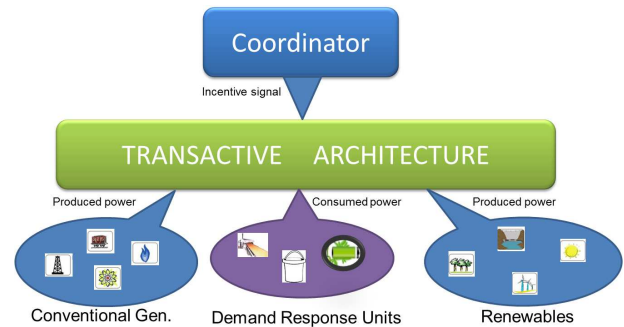 Coordinator
Incentive signal
TRANSACTIVE ARCHITECTURE
Produced power
Consumed power
Produced power
Conventional Gen.
Demand Response Units
Renewables